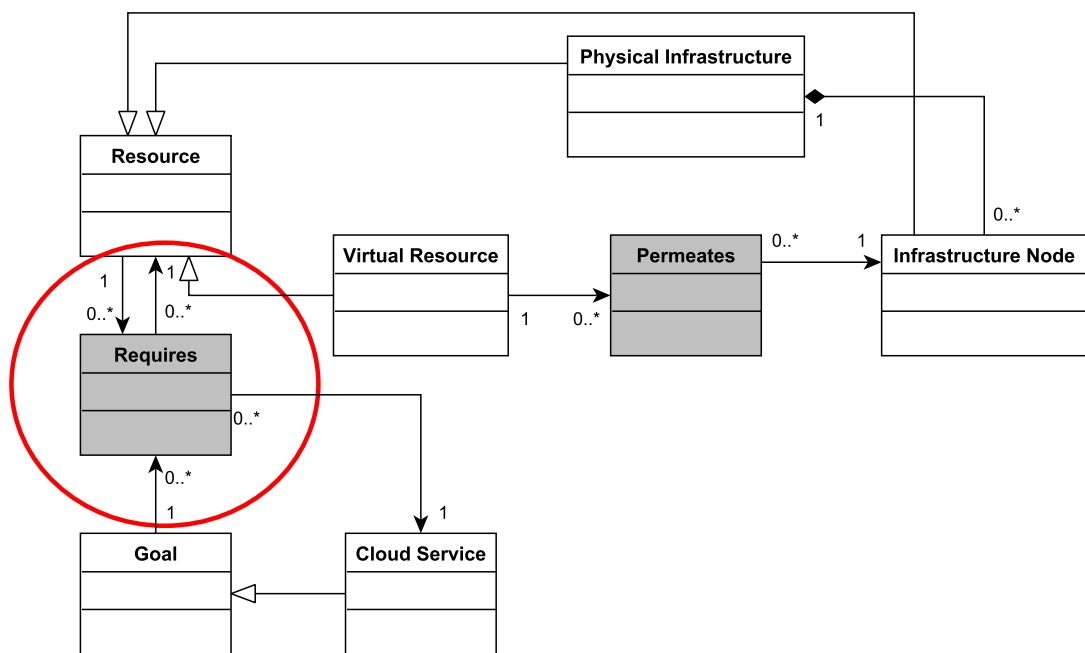 Physical Infrastructure
1
Resource
0..*
Virtual Resource
Permeates
0..*
1
Infrastructure Node
1
1
0..*
0..*
1
0..*
Requires
0..*
0..*
1
1
Goal
Cloud Service